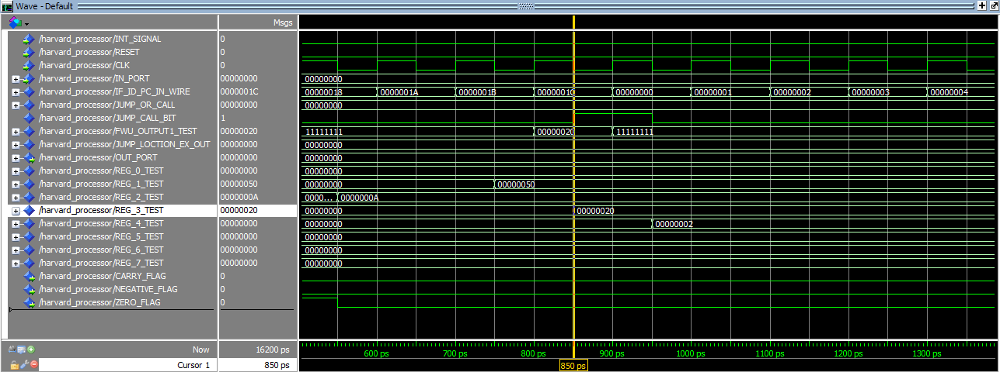 Wave - Default
Msgs
/harvard_processor/INT_SIGNAL 0
/harvard_processor/RESET 0
/harvard_processor/CLK 0
/harvard_processor/IN_PORT 00000000 00000000
/harvard_processor/IF_ID_PC_IN_WIRE 0000001C 00000018 0000001A 0000001B 0000001C 00000000 00000001 00000002 00000003 00000004
/harvard_processor/JUMP_OR_CALL 00000000 00000000
/harvard_processor/JUMP_CALL_BIT 1
/harvard_processor/FWU_OUTPUT1_TEST 00000020 11111111 00000020 11111111
/harvard_processor/JUMP_LOCTION_EX_OUT 00000000 00000000
/harvard_processor/OUT_PORT 00000000 00000000
/harvard_processor/REG_0_TEST 00000000 00000000
/harvard_processor/REG_1_TEST 00000050 00000000 00000050
/harvard_processor/REG_2_TEST 0000000A 0000... 0000000A
/harvard_processor/REG_3_TEST 00000020 00000000 00000020
/harvard_processor/REG_4_TEST 00000000 00000000 00000002
/harvard_processor/REG_5_TEST 00000000 00000000
/harvard_processor/REG_6_TEST 00000000 00000000
/harvard_processor/REG_7_TEST 00000000 00000000
/harvard_processor/CARRY_FLAG 0
/harvard_processor/NEGATIVE_FLAG 0
/harvard_processor/ZERO_FLAG 0
Now 16200 ps 600 ps 700 ps 800 ps 900 ps 1000 ps 1100 ps 1200 ps 1300 ps
Cursor 1 850 ps 850 ps